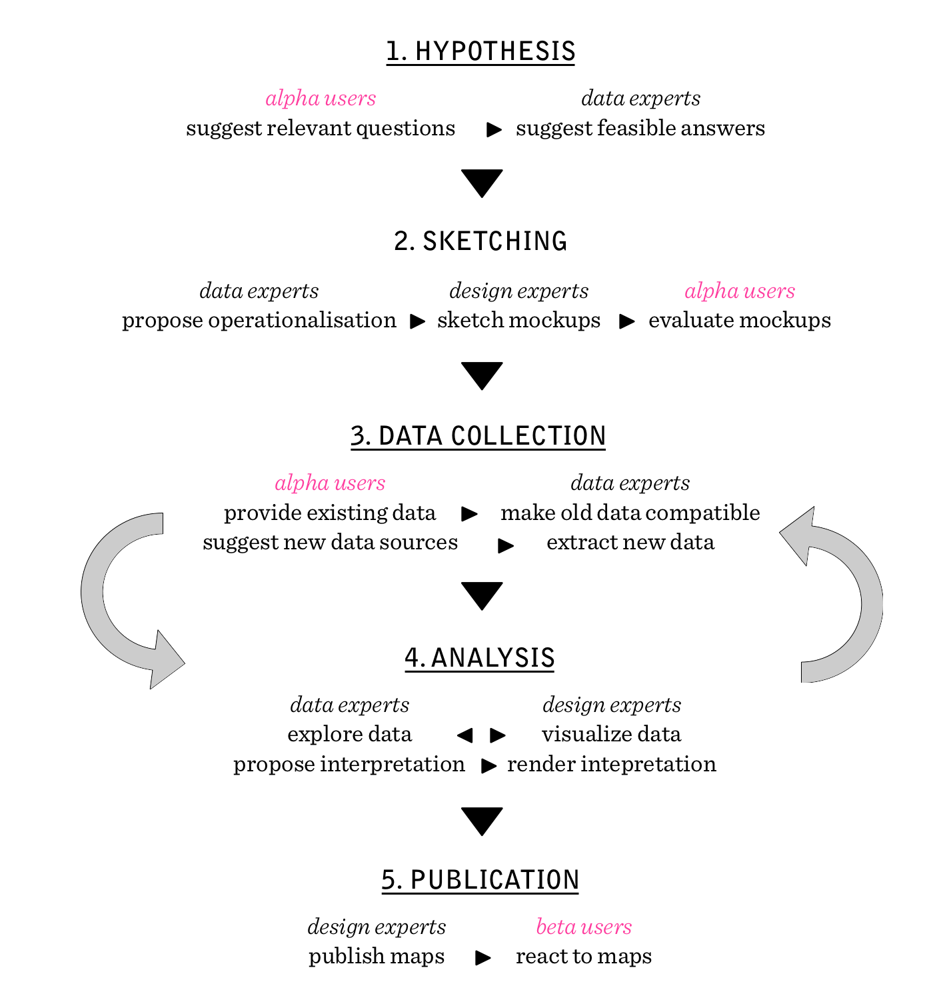 1. HYPOTHESIS
alpha users data experts
suggest relevant questions suggest feasible answers
2. SKETCHING
data experts design experts alpha users
propose operationalisation sketch mockups evaluate mockups
3. DATA COLLECTION
alpha users data experts
provide existing data make old data compatible
suggest new data sources extract new data
4. ANALYSIS
data experts design experts
explore data visualize data
propose interpretation render intepretation
5. PUBLICATION
design experts beta users
publish maps react to maps